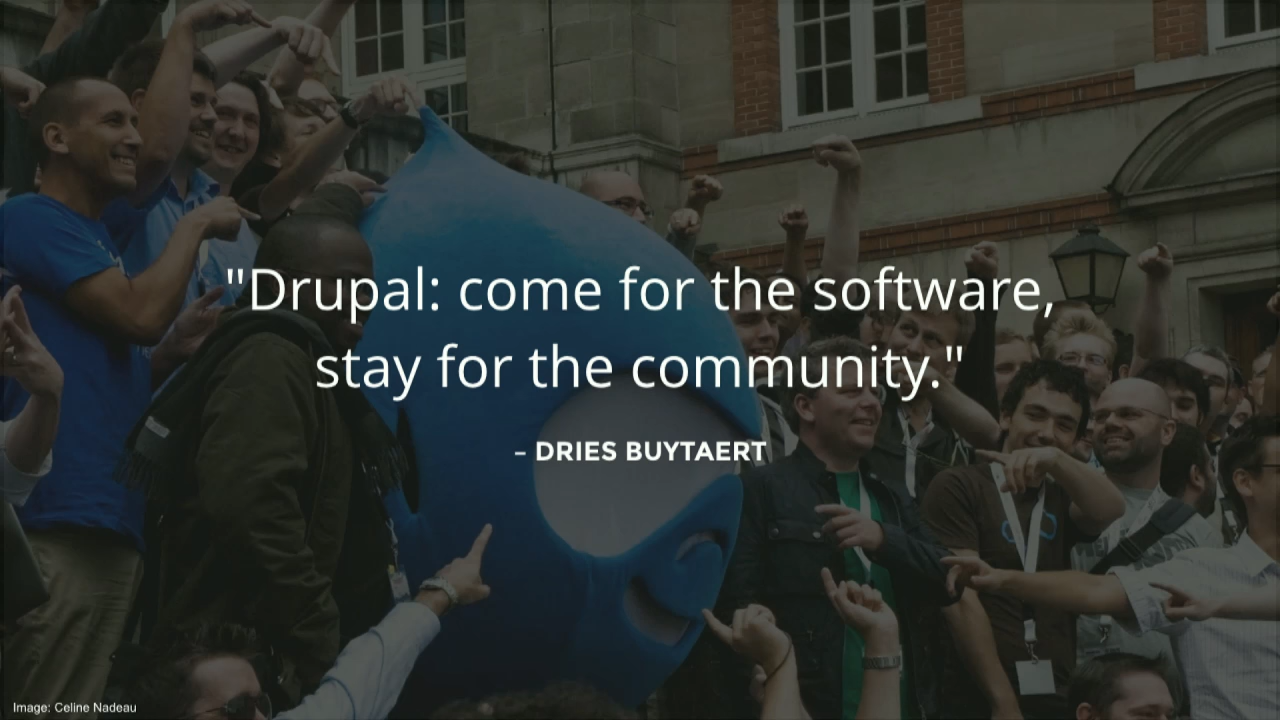 "Drupal: come for the software,
stay for the community."
– DRIES BUYTAERT
Image: Celine Nadeau